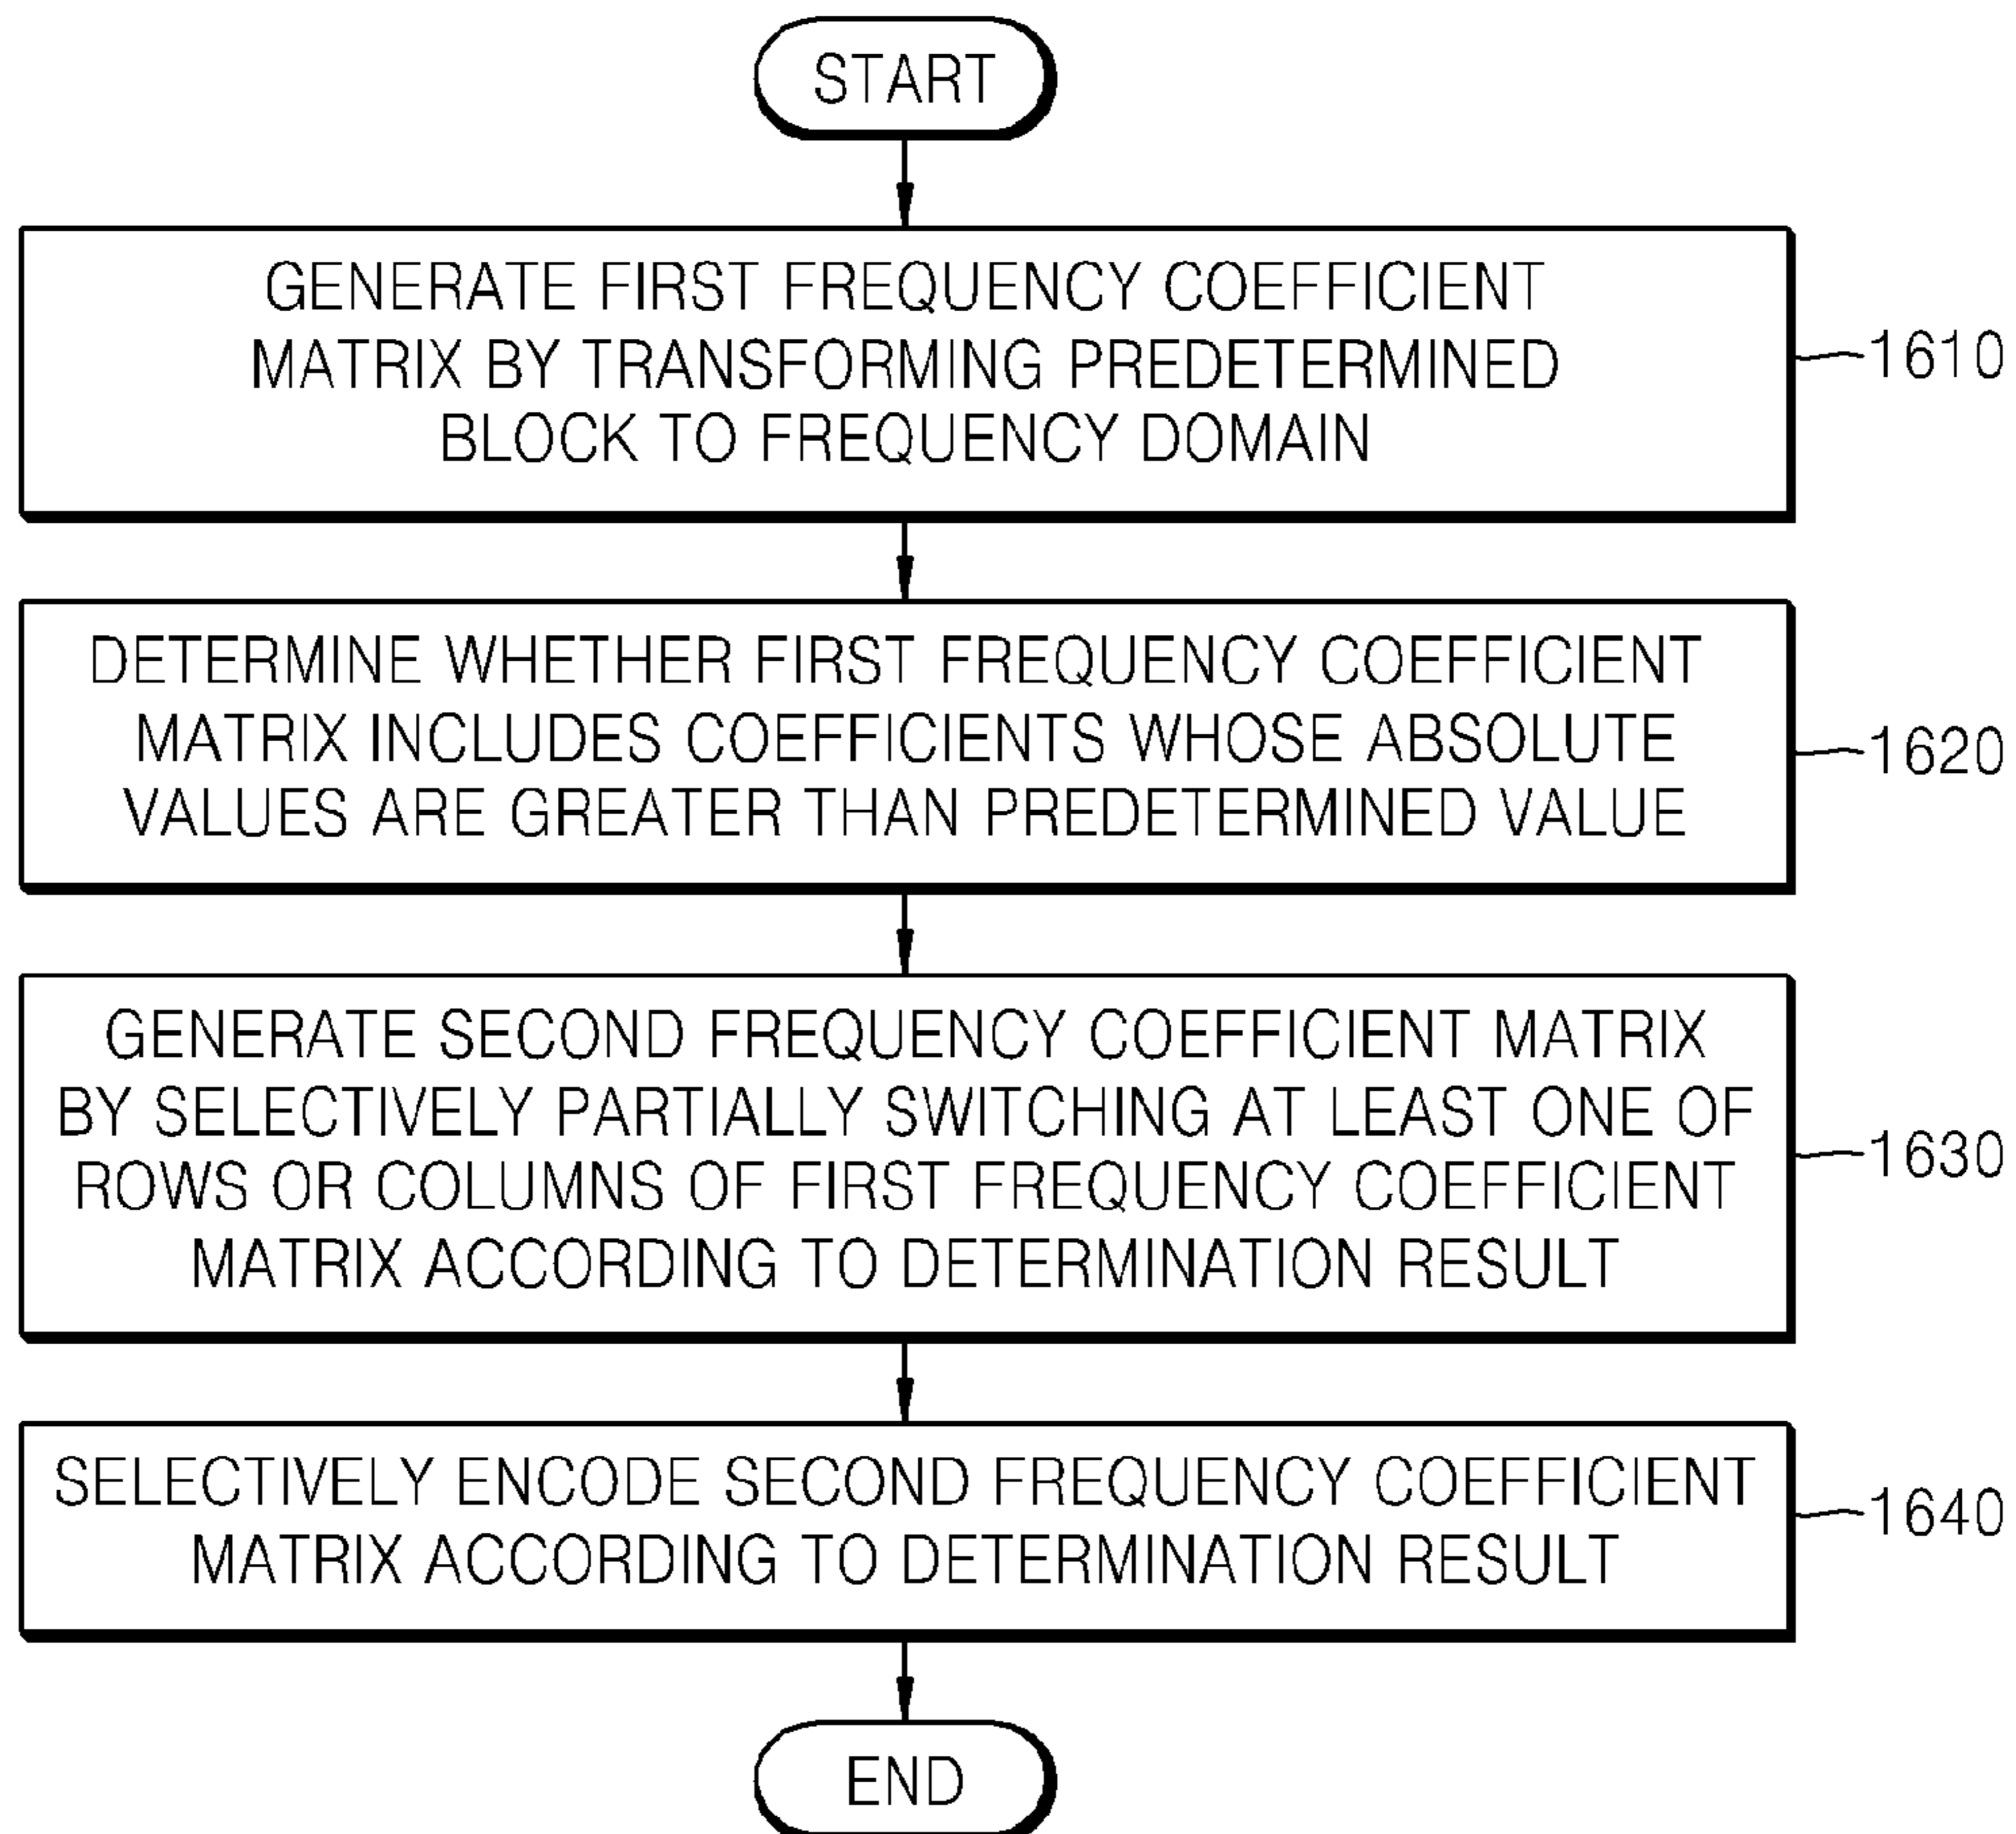 START
GENERATE FIRST FREQUENCY COEFFICIENT
MATRIX BY TRANSFORMING PREDETERMINED
BLOCK TO FREQUENCY DOMAIN
1610
DETERMINE WHETHER FIRST FREQUENCY COEFFICIENT
MATRIX INCLUDES COEFFICIENTS WHOSE ABSOLUTE
VALUES ARE GREATER THAN PREDETERMINED VALUE
1620
GENERATE SECOND FREQUENCY COEFFICIENT MATRIX
BY SELECTIVELY PARTIALLY SWITCHING AT LEAST ONE OF
ROWS OR COLUMNS OF FIRST FREQUENCY COEFFICIENT
MATRIX ACCORDING TO DETERMINATION RESULT
1630
SELECTIVELY ENCODE SECOND FREQUENCY COEFFICIENT
MATRIX ACCORDING TO DETERMINATION RESULT
1640
END